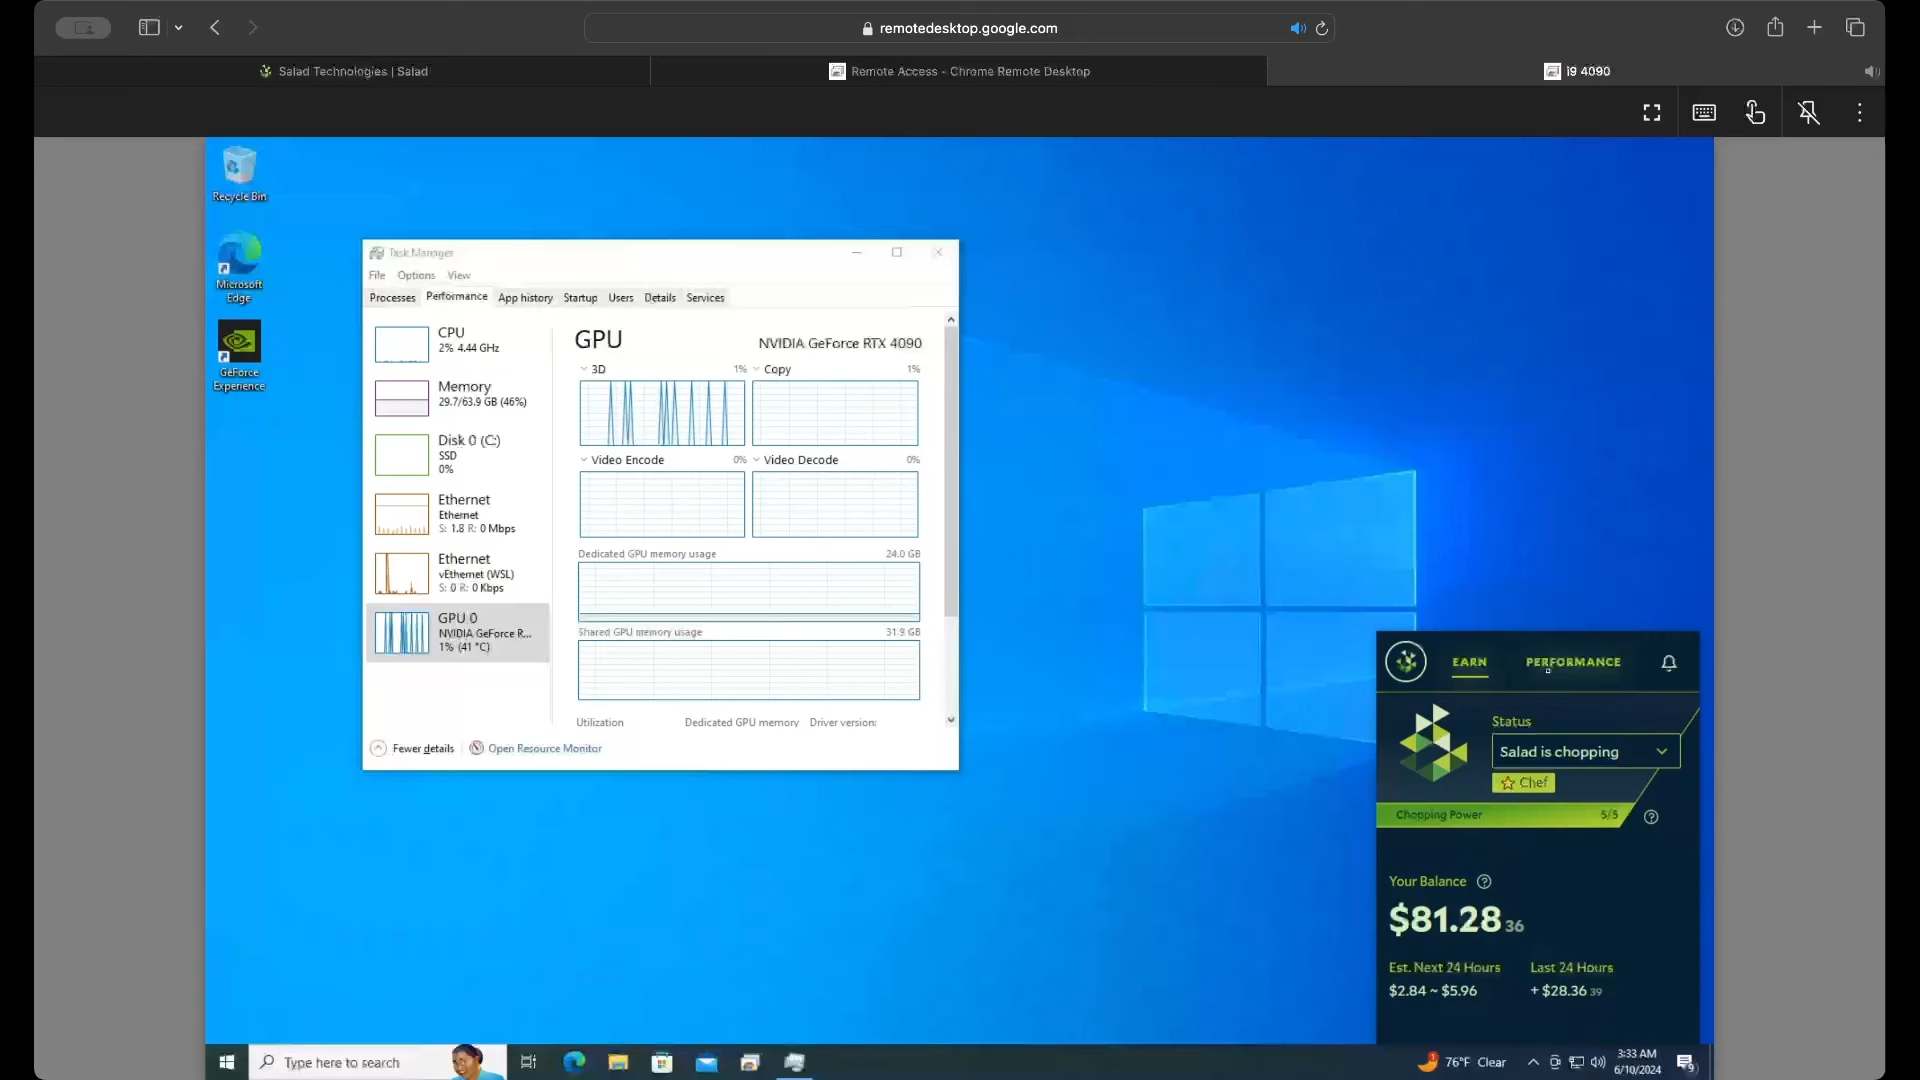 remotedesktop.google.com
Salad Technologies | Salad
Remote Access - Chrome Remote Desktop
i9 4090
Recycle Bin
Microsoft
Edge
GeForce
Experience
Task Manager
File Options View
Processes Performance App history Startup Users Details Services
CPU
2% 4.44 GHz
Memory
29.7/63.9 GB (46%)
Disk 0 (C:)
SSD
0%
Ethernet
Ethernet
S: 1.8 R: 0 Mbps
Ethernet
vEthernet (WSL)
S: 0 R: 0 Kbps
GPU 0
NVIDIA GeForce R...
1% (41 °C)
GPU NVIDIA GeForce RTX 4090
3D 1% Copy 1%
Video Encode 0% Video Decode 0%
Dedicated GPU memory usage 24.0 GB
Shared GPU memory usage 31.9 GB
Utilization Dedicated GPU memory Driver version:
Fewer details Open Resource Monitor
EARN PERFORMANCE
Status
Salad is chopping
Chef
Chopping Power 5/5
Your Balance
$81.28 36
Est. Next 24 Hours Last 24 Hours
$2.84 ~ $5.96 + $28.36 39
Type here to search
76°F Clear
3:33 AM
6/10/2024